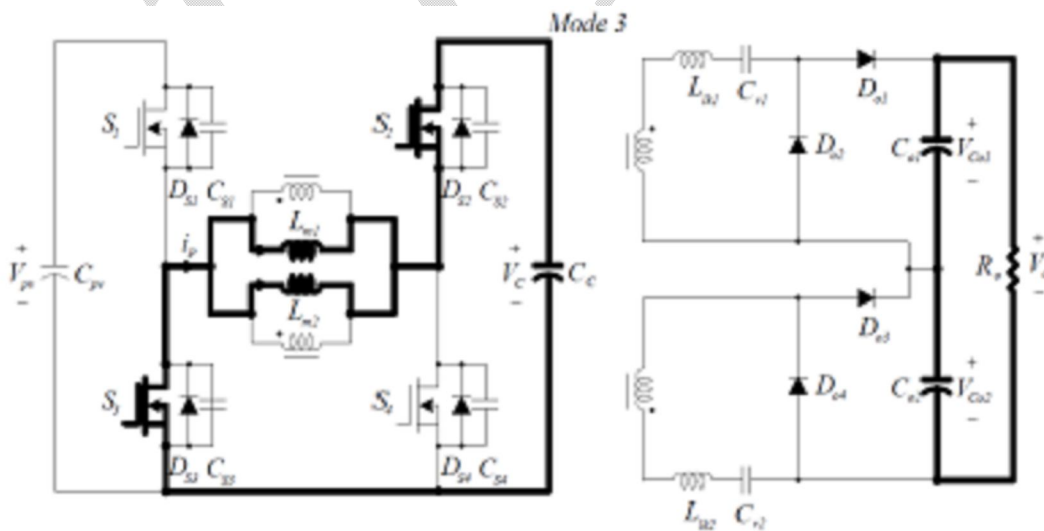 Mode 3
S1
S2
DS1 CS1
DS2 CS2
Lm1
ip
+
Vpv
−
Cpv
Lm2
+
VC
−
CC
S3
S4
DS3 CS3
DS4 CS4
Llk1
Cr1
Do1
Do2
Co1
+
VCo1
−
Ro
+
−
Do3
Do4
Co2
+
VCo2
−
Llk2
Cr2